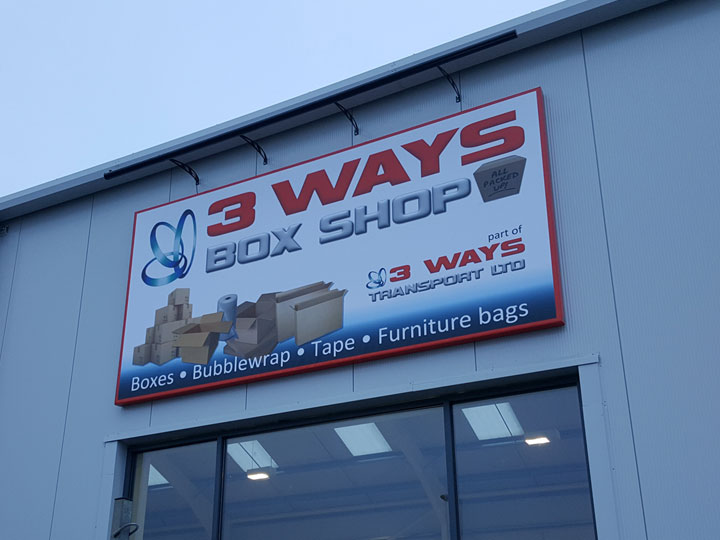 3 WAYS
BOX SHOP
ALL
PACKED
UP!
part of
3 WAYS
TRANSPORT LTD
Boxes • Bubblewrap • Tape • Furniture bags